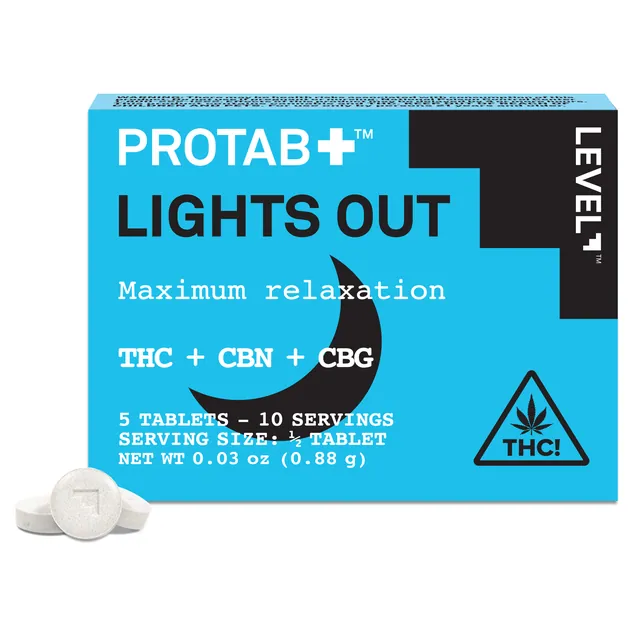 PROTAB+™
LIGHTS OUT
Maximum relaxation
THC + CBN + CBG
5 TABLETS – 10 SERVINGS
SERVING SIZE: ½ TABLET
NET WT 0.03 oz (0.88 g)
LEVEL™
THC!